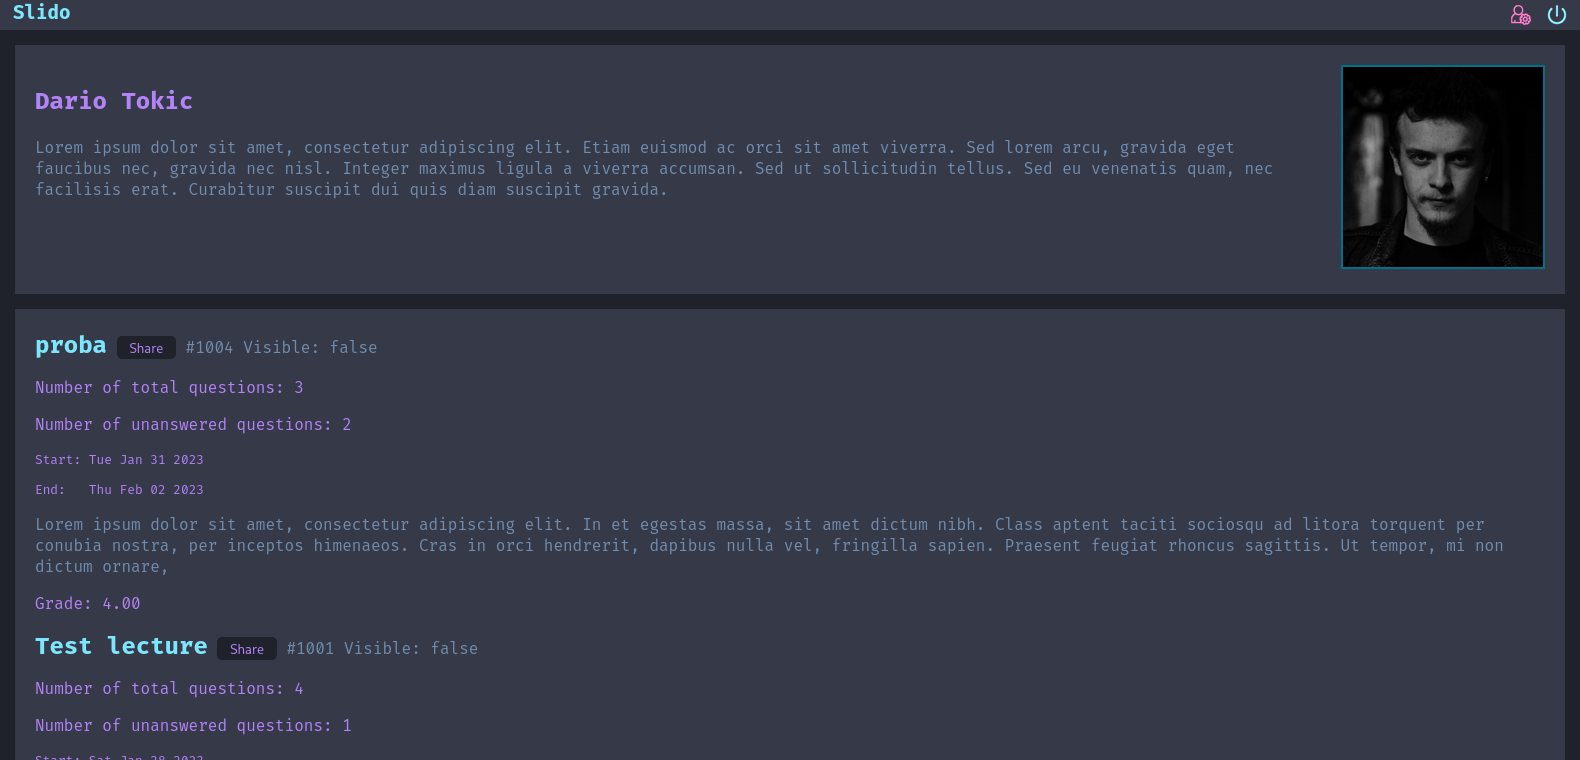 Slido
Dario Tokic
Lorem ipsum dolor sit amet, consectetur adipiscing elit. Etiam euismod ac orci sit amet viverra. Sed lorem arcu, gravida eget
faucibus nec, gravida nec nisl. Integer maximus ligula a viverra accumsan. Sed ut sollicitudin tellus. Sed eu venenatis quam, nec
facilisis erat. Curabitur suscipit dui quis diam suscipit gravida.
proba Share #1004 Visible: false
Number of total questions: 3
Number of unanswered questions: 2
Start: Tue Jan 31 2023
End: Thu Feb 02 2023
Lorem ipsum dolor sit amet, consectetur adipiscing elit. In et egestas massa, sit amet dictum nibh. Class aptent taciti sociosqu ad litora torquent per
conubia nostra, per inceptos himenaeos. Cras in orci hendrerit, dapibus nulla vel, fringilla sapien. Praesent feugiat rhoncus sagittis. Ut tempor, mi non
dictum ornare,
Grade: 4.00
Test lecture Share #1001 Visible: false
Number of total questions: 4
Number of unanswered questions: 1
Start: Sat Jan 28 2023